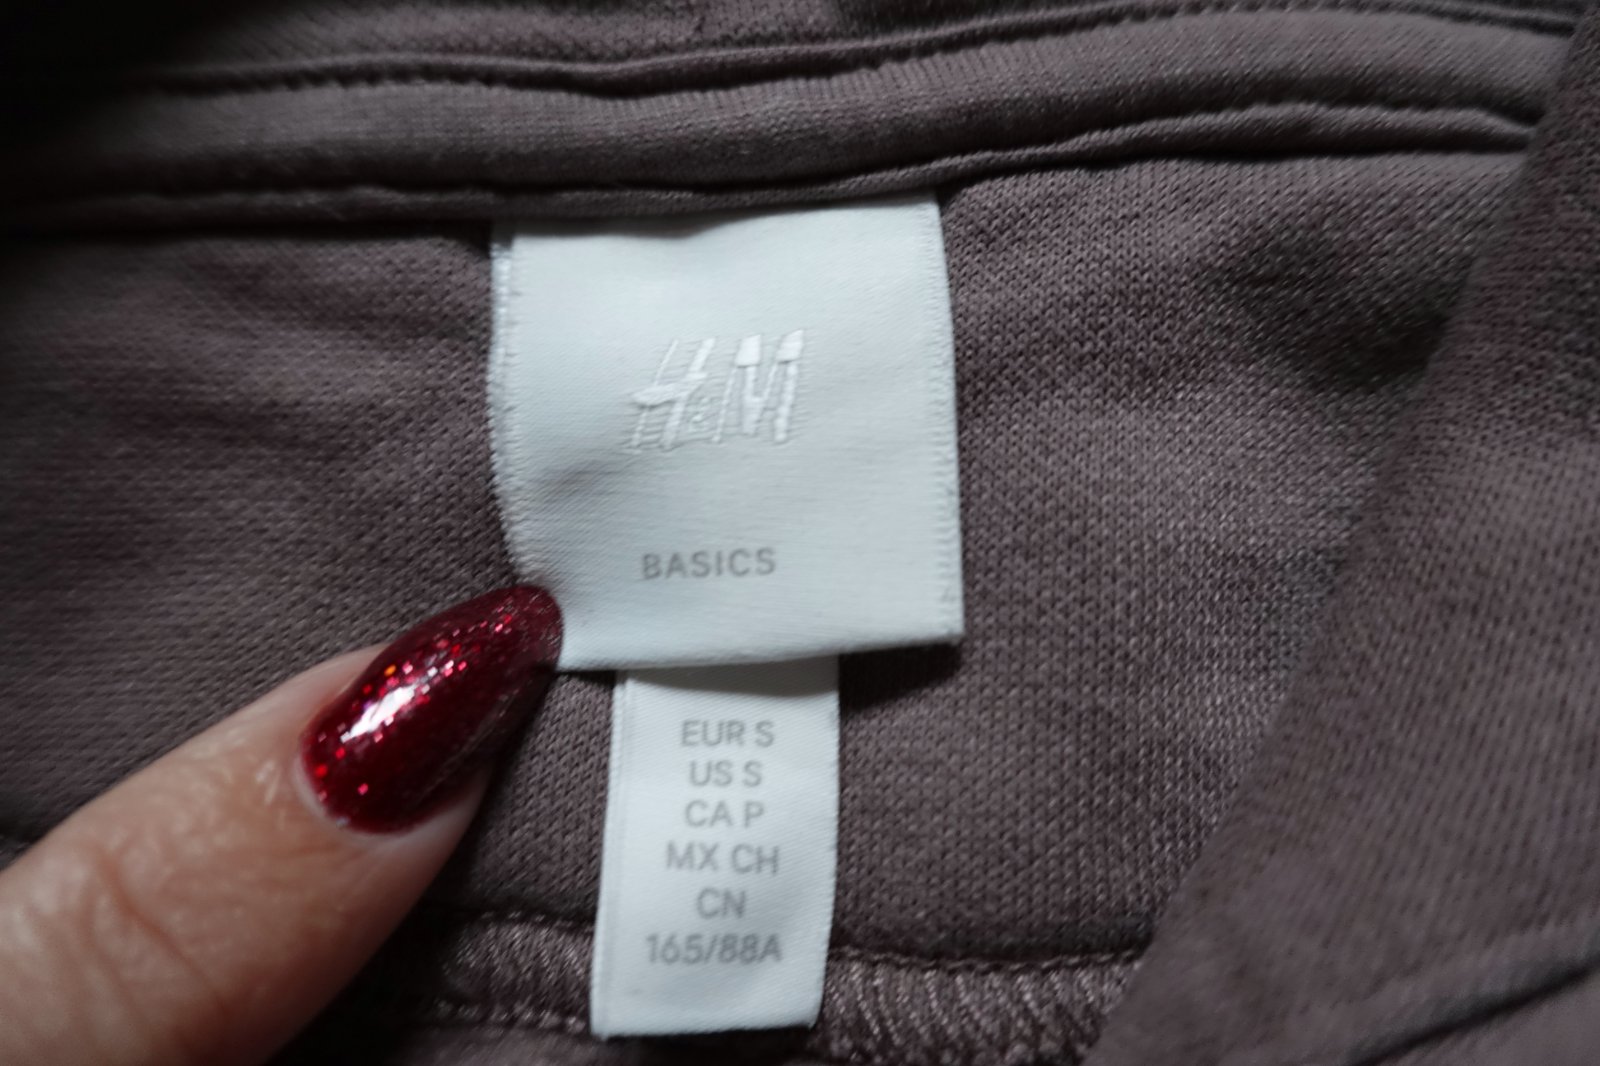 H&M
BASICS
EUR S
US S
CA P
MX CH
CN
165/88A